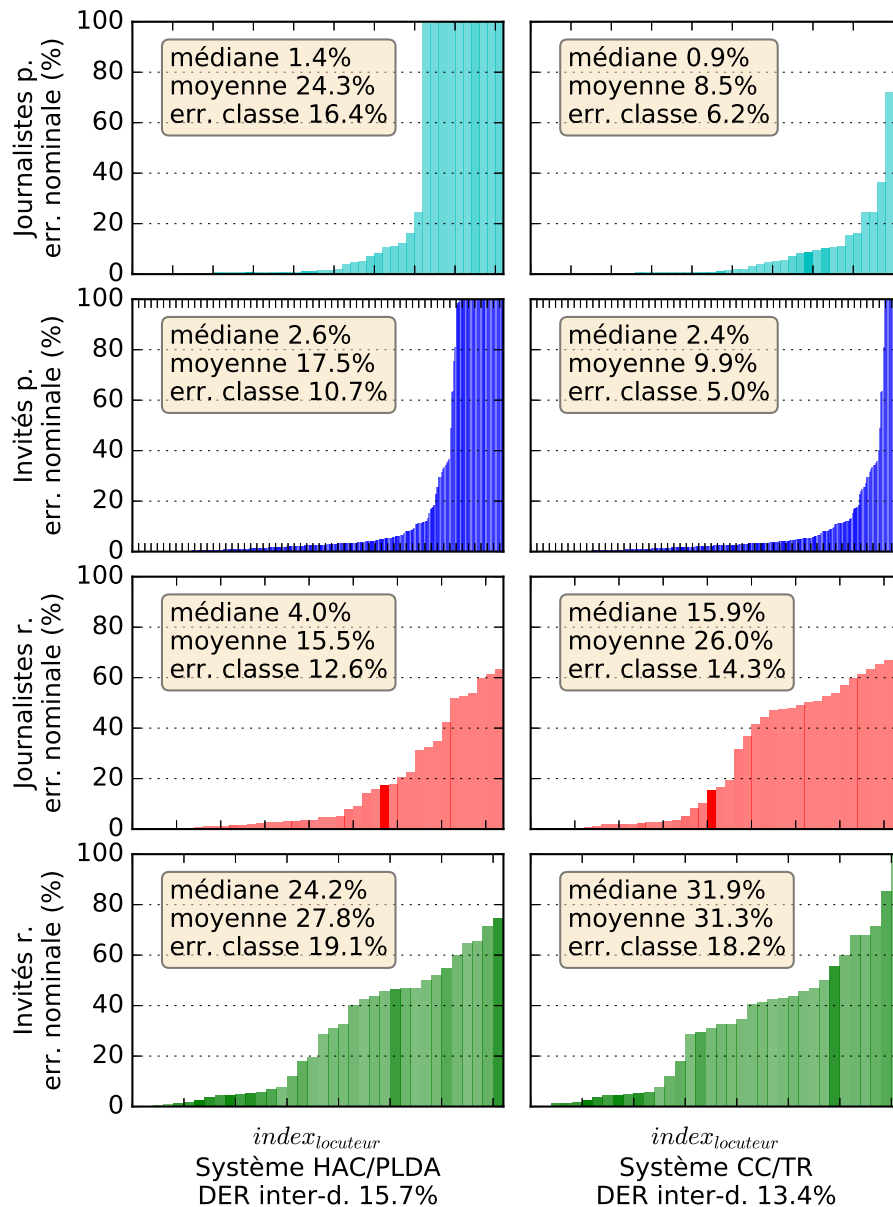 Journalistes p.
err. nominale (%)
100
80
60
40
20
0
médiane 1.4%
moyenne 24.3%
err. classe 16.4%
médiane 0.9%
moyenne 8.5%
err. classe 6.2%
Invités p.
err. nominale (%)
100
80
60
40
20
0
médiane 2.6%
moyenne 17.5%
err. classe 10.7%
médiane 2.4%
moyenne 9.9%
err. classe 5.0%
Journalistes r.
err. nominale (%)
100
80
60
40
20
0
médiane 4.0%
moyenne 15.5%
err. classe 12.6%
médiane 15.9%
moyenne 26.0%
err. classe 14.3%
Invités r.
err. nominale (%)
100
80
60
40
20
0
médiane 24.2%
moyenne 27.8%
err. classe 19.1%
médiane 31.9%
moyenne 31.3%
err. classe 18.2%
index_locuteur
Système HAC/PLDA
DER inter-d. 15.7%
index_locuteur
Système CC/TR
DER inter-d. 13.4%